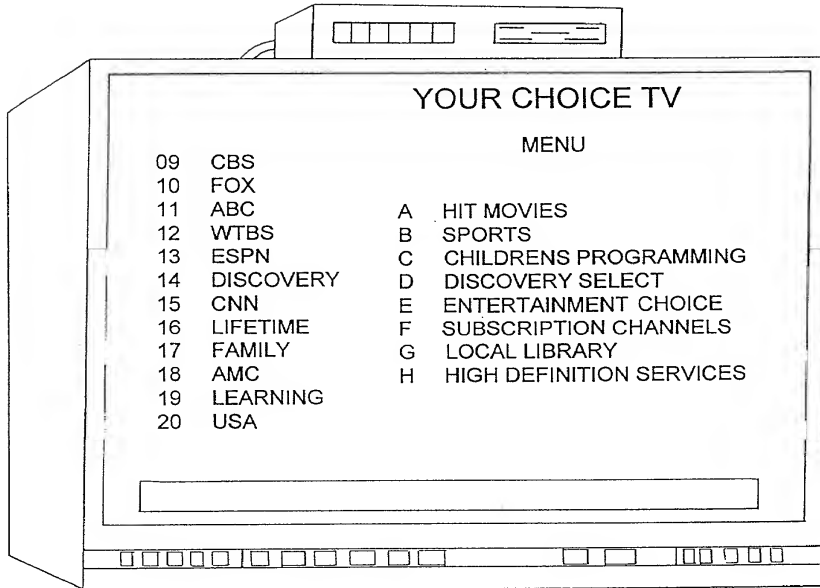 YOUR CHOICE TV
MENU
09 CBS
10 FOX
11 ABC
12 WTBS
13 ESPN
14 DISCOVERY
15 CNN
16 LIFETIME
17 FAMILY
18 AMC
19 LEARNING
20 USA
A HIT MOVIES
B SPORTS
C CHILDRENS PROGRAMMING
D DISCOVERY SELECT
E ENTERTAINMENT CHOICE
F SUBSCRIPTION CHANNELS
G LOCAL LIBRARY
H HIGH DEFINITION SERVICES